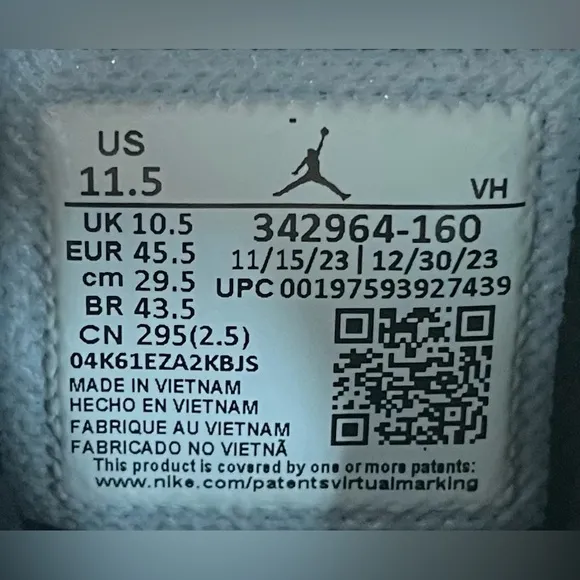 US
11.5
VH
UK 10.5
EUR 45.5
cm 29.5
BR 43.5
CN 295(2.5)
342964-160
11/15/23 | 12/30/23
UPC 00197593927439
04K61EZA2KBJS
MADE IN VIETNAM
HECHO EN VIETNAM
FABRIQUE AU VIETNAM
FABRICADO NO VIETNÃ
This product is covered by one or more patents:
www.nike.com/patentsvirtualmarking